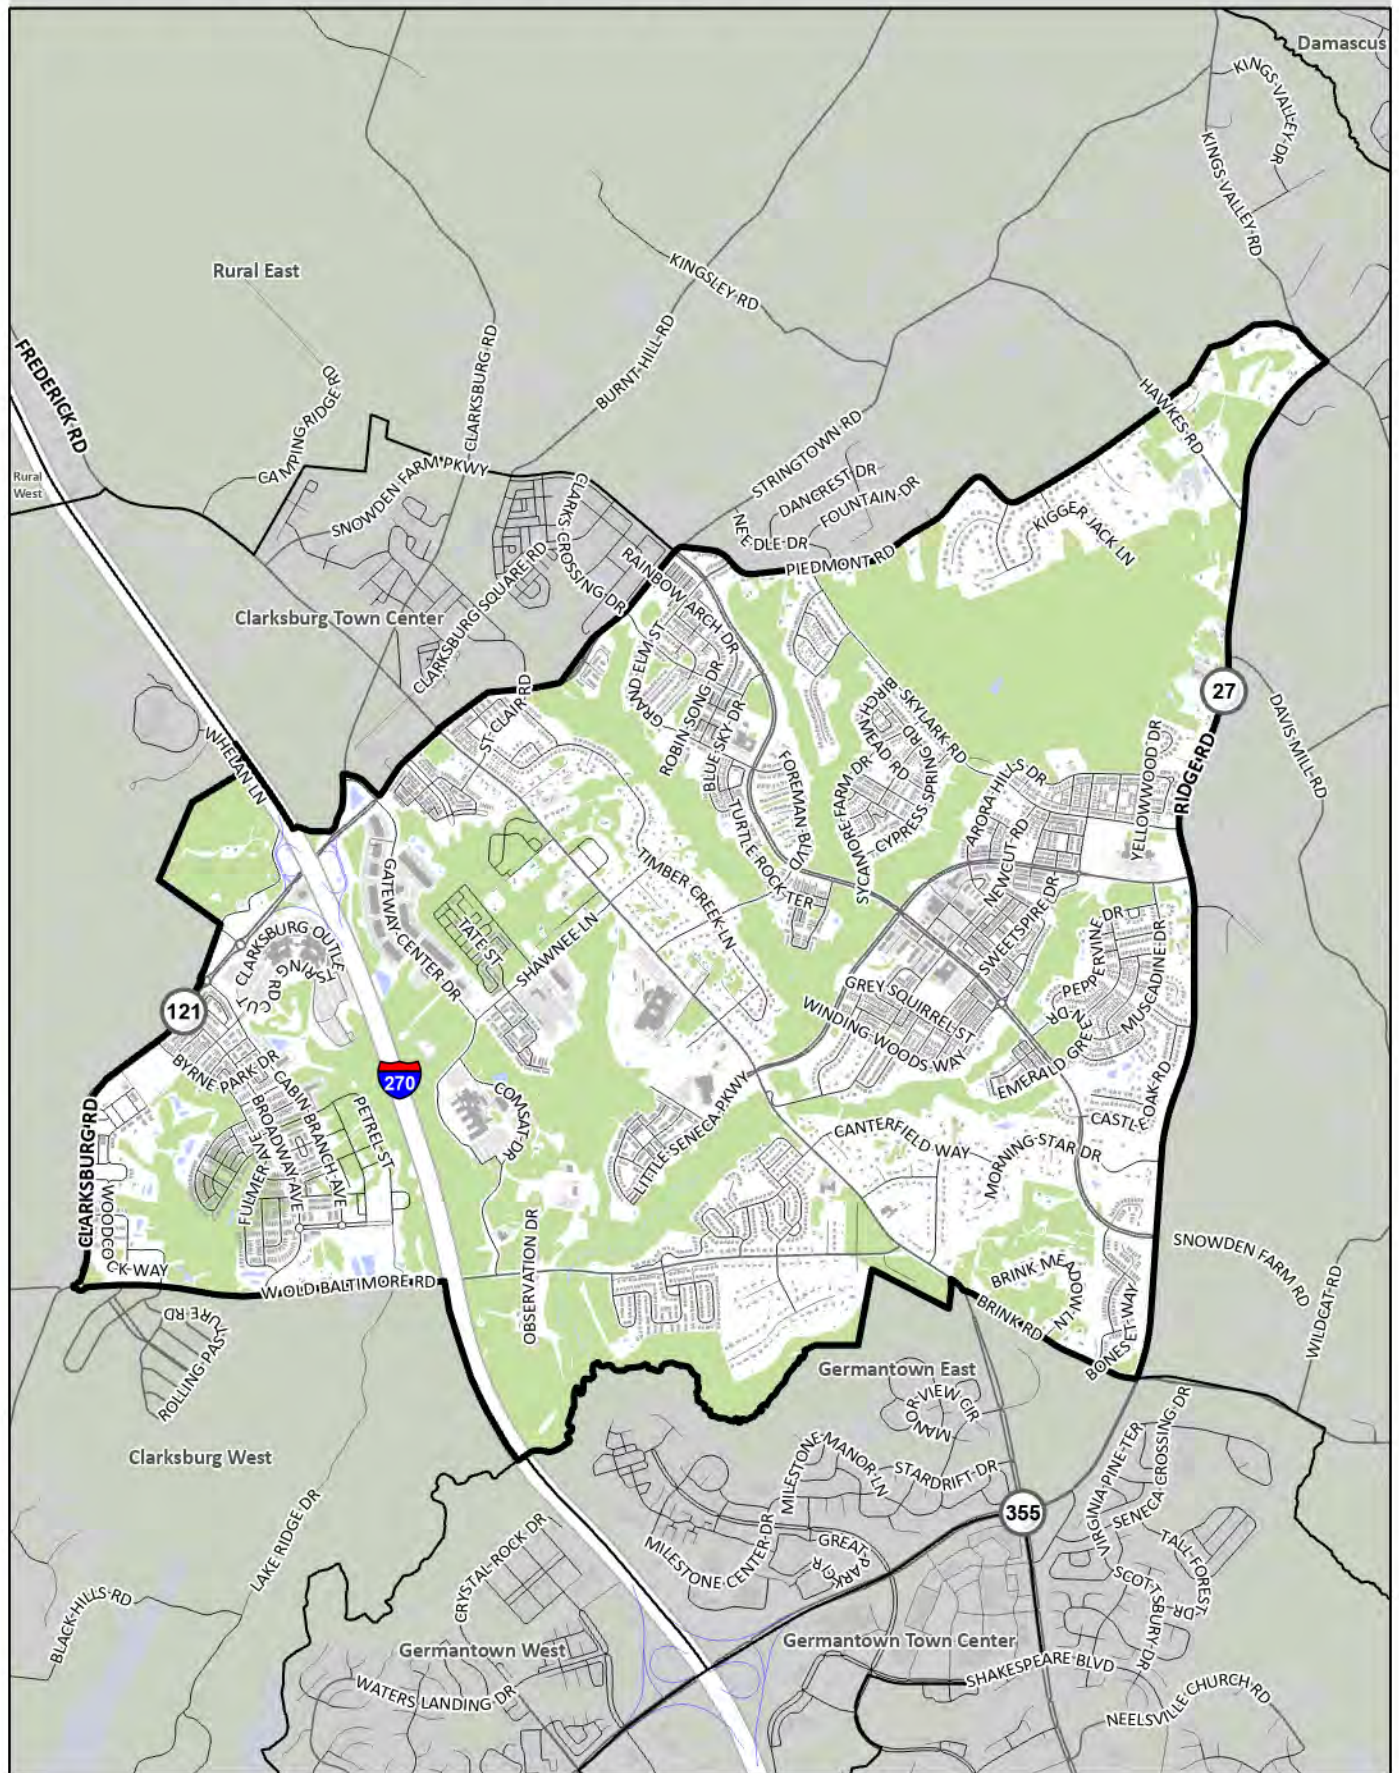 Damascus
KINGS VALLEY DR
KINGS VALLEY RD
Rural East
KINGSLEY RD
FREDERICK RD
CAMPING RIDGE RD
CLARKSBURG RD
BURNT HILL RD
HAWKES RD
STRINGTOWN RD
Rural
West
SNOWDEN FARM PKWY
DANCREST DR
FOUNTAIN DR
NEEDLE DR
KIGGER JACK LN
CLARKS CROSSING DR
PIEDMONT RD
RAINBOW ARCH DR
CLARKSBURG SQUARE RD
Clarksburg Town Center
GRAND ELM ST
ROBIN SONG DR
BLUE SKY DR
ST CLAIR RD
BIRCH MEAD RD
SKYLARK RD
27
DAVIS MILL RD
WHELAN LN
RIDGE RD
YELLOWWOOD DR
FOREMAN BLVD
SYCAMORE FARM DR
CYPRESS SPRING RD
ARORA HILLS DR
NEWCUT RD
TURTLE ROCK TER
TIMBER CREEK LN
GATEWAY CENTER DR
TATE ST
SHAWNEE LN
SWEETSPIRE DR
PEPPERVINE DR
MUSCADINE DR
CLARKSBURG OUTLET
SPRING RD
CUT
GREY SQUIRREL ST
WINDING WOODS WAY
EMERALD GREEN DR
121
BYRNE PARK DR
270
COMSAT DR
CABIN BRANCH AVE
BROADWAY AVE
FULMER AVE
PETREL ST
LITTLE SENECA PKWY
CANTERFIELD WAY
MORNING STAR DR
CASTLE OAK RD
CLARKSBURG RD
WOODCOCK WAY
W OLD BALTIMORE RD
OBSERVATION DR
BRINK MEADOW LN
BRINK RD
BONESET WAY
SNOWDEN FARM RD
WILDCAT RD
ROLLING PASTURE RD
Germantown East
MANOR VIEW CIR
Clarksburg West
MILESTONE MANOR LN
STARDRIFT DR
VIRGINIA PINE TER
SENECA CROSSING DR
355
LAKE RIDGE DR
CRYSTAL ROCK DR
MILESTONE CENTER DR
GREAT PARK CIR
TALL FOREST DR
SCOTTSBURY DR
BLACK HILLS RD
Germantown West
Germantown Town Center
SHAKESPEARE BLVD
WATERS LANDING DR
NEELSVILLE CHURCH RD